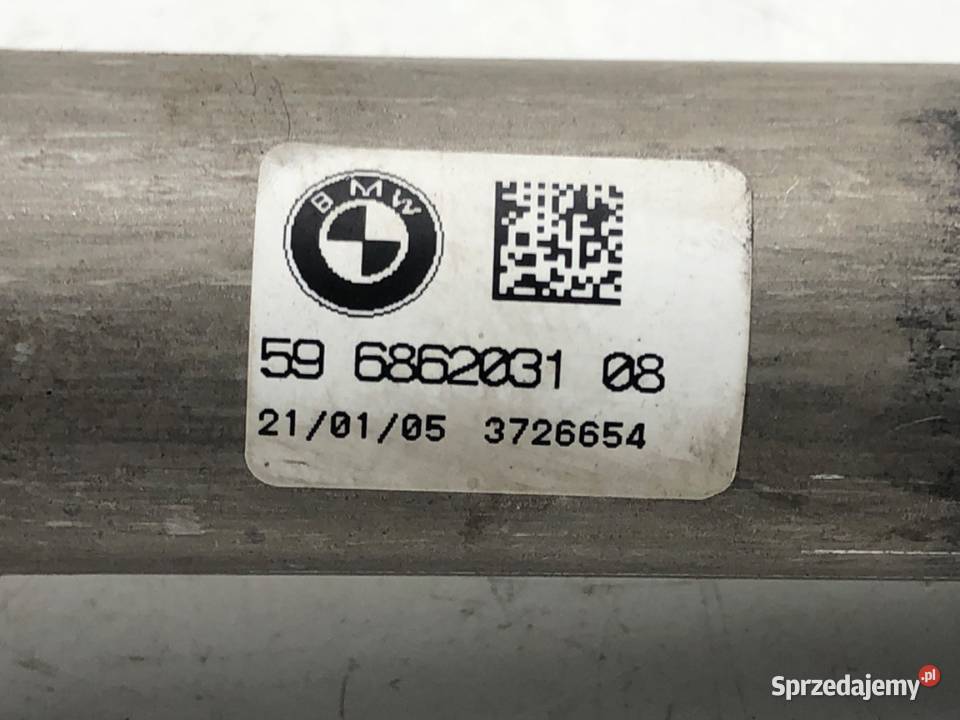 BMW
59 6862031 08
21/01/05 3726654
Sprzedajemy.pl